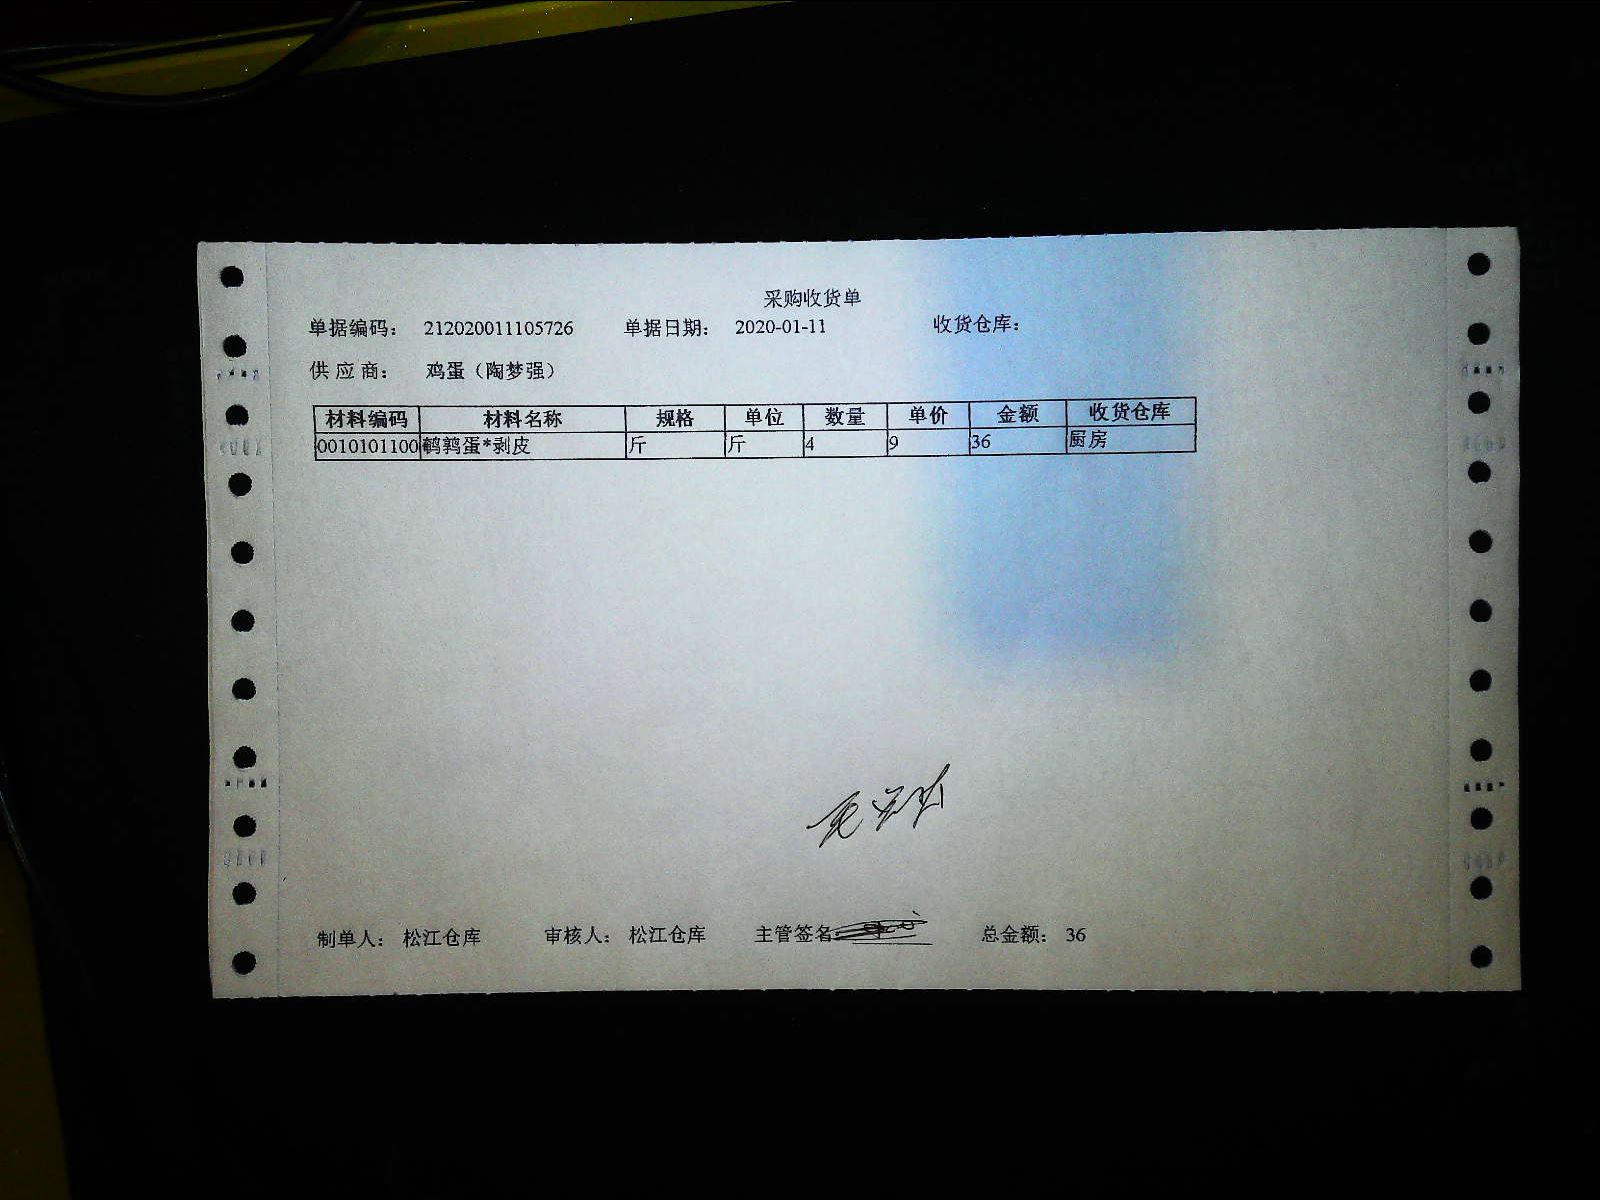 采购收货单
单据编码： 212020011105726 单据日期： 2020-01-11 收货仓库：
供 应 商： 鸡蛋（陶梦强）
材料编码 材料名称 规格 单位 数量 单价 金额 收货仓库
0010101100 鹌鹑蛋*剥皮 斤 斤 4 9 36 厨房
制单人： 松江仓库 审核人： 松江仓库 主管签名 总金额： 36